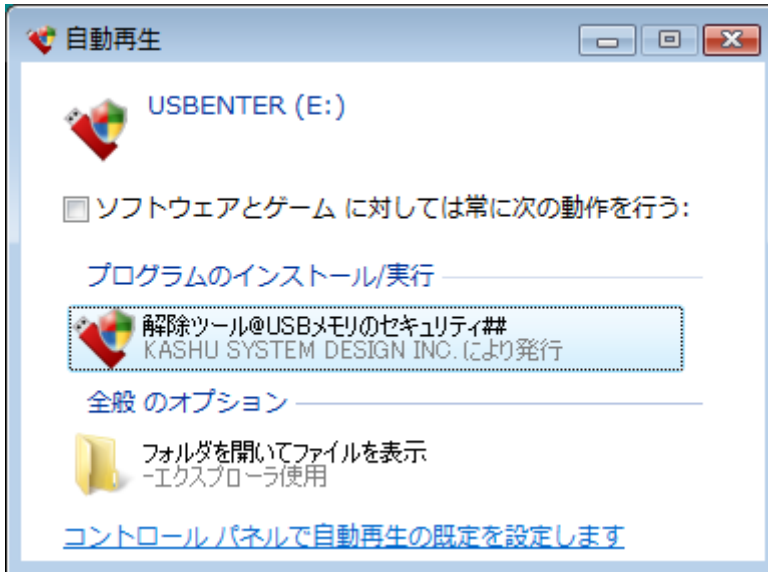 自動再生
USBENTER (E:)
ソフトウェアとゲーム に対しては常に次の動作を行う:
プログラムのインストール/実行
解除ツール@USBメモリのセキュリティ##
KASHU SYSTEM DESIGN INC. により発行
全般 のオプション
フォルダを開いてファイルを表示
-エクスプローラ使用
コントロール パネルで自動再生の既定を設定します